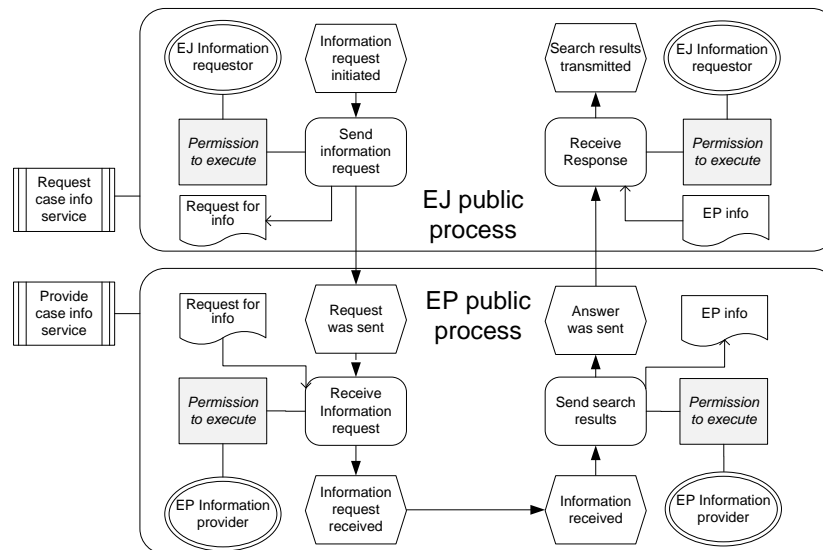 EJ Information
requestor
Information
request
initiated
Search results
transmitted
EJ Information
requestor
Permission
to execute
Send
information
request
Receive
Response
Permission
to execute
Request
case info
service
Request for
info
EJ public
process
EP info
Provide
case info
service
Request for
info
Request
was sent
EP public
process
Answer
was sent
EP info
Permission
to execute
Receive
Information
request
Send search
results
Permission
to execute
EP Information
provider
Information
request
received
Information
received
EP Information
provider